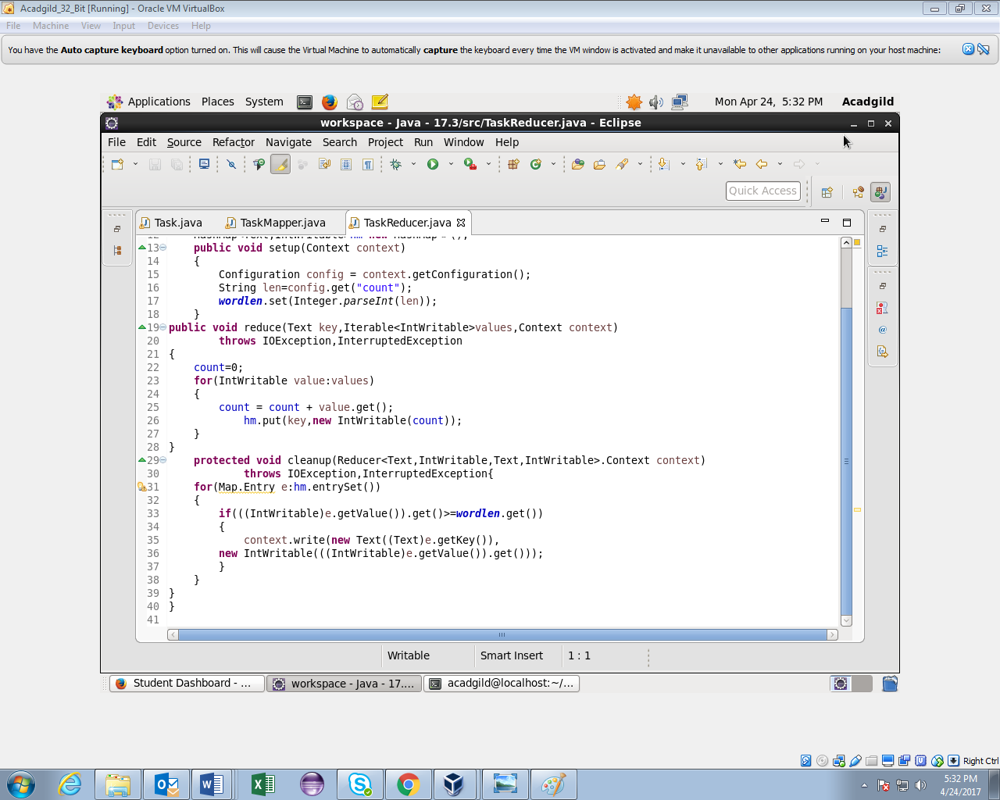 Acadgild_32_Bit [Running] - Oracle VM VirtualBox
File Machine View Input Devices Help
You have the Auto capture keyboard option turned on. This will cause the Virtual Machine to automatically capture the keyboard every time the VM window is activated and make it unavailable to other applications running on your host machine:
Applications Places System Mon Apr 24, 5:32 PM Acadgild
workspace - Java - 17.3/src/TaskReducer.java - Eclipse
File Edit Source Refactor Navigate Search Project Run Window Help
Quick Access
Task.java TaskMapper.java TaskReducer.java
13 public void setup(Context context)
14 {
15 Configuration config = context.getConfiguration();
16 String len=config.get("count");
17 wordlen.set(Integer.parseInt(len));
18 }
19 public void reduce(Text key,Iterable<IntWritable>values,Context context)
20 throws IOException,InterruptedException
21 {
22 count=0;
23 for(IntWritable value:values)
24 {
25 count = count + value.get();
26 hm.put(key,new IntWritable(count));
27 }
28 }
29 protected void cleanup(Reducer<Text,IntWritable,Text,IntWritable>.Context context)
30 throws IOException,InterruptedException{
31 for(Map.Entry e:hm.entrySet())
32 {
33 if(((IntWritable)e.getValue()).get()>=wordlen.get())
34 {
35 context.write(new Text((Text)e.getKey()),
36 new IntWritable(((IntWritable)e.getValue()).get()));
37 }
38 }
39 }
40 }
41
Writable Smart Insert 1 : 1
Student Dashboard - ... workspace - Java - 17.... acadgild@localhost:~/...
Right Ctrl
5:32 PM
4/24/2017